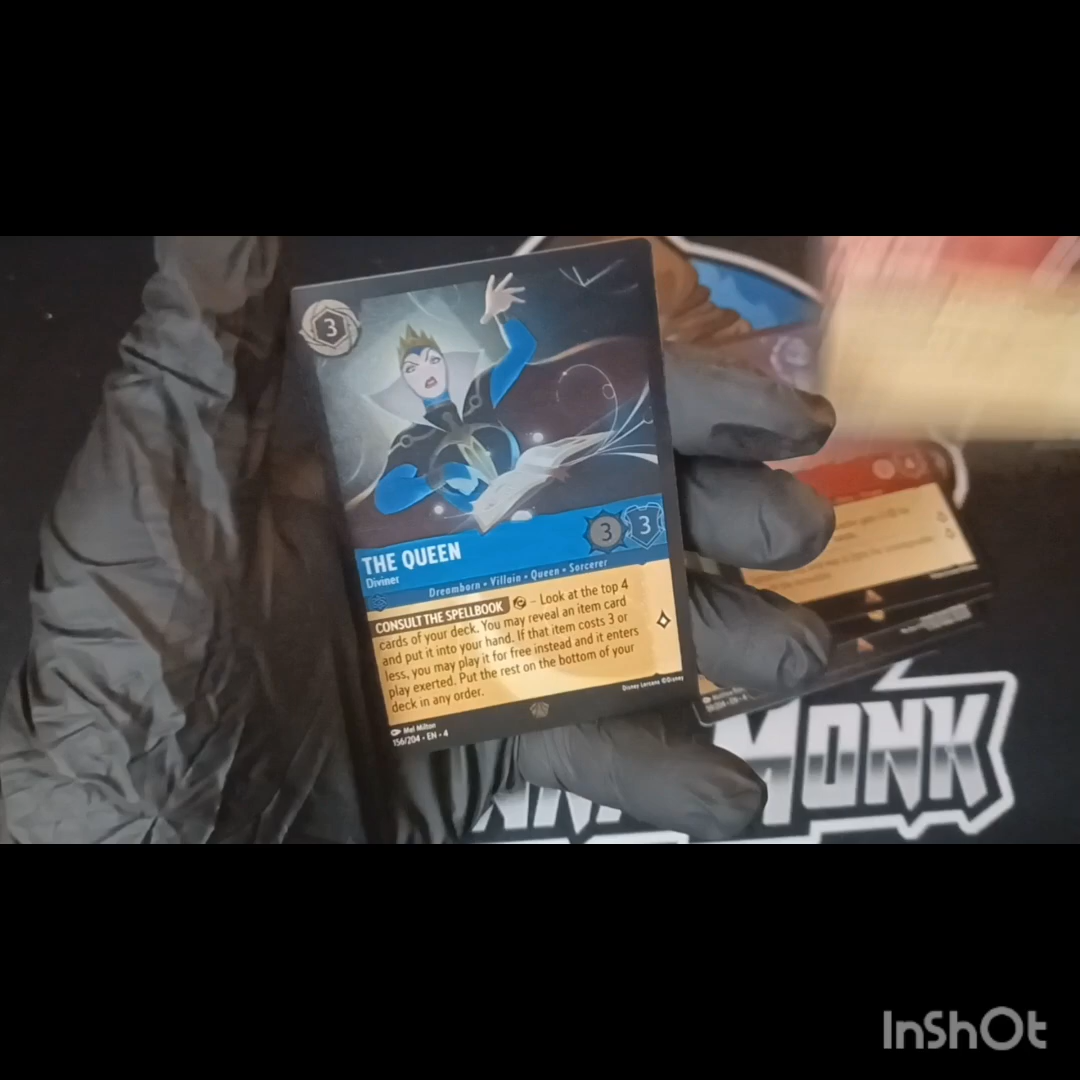 3
THE QUEEN
Diviner
3 3
Dreamborn • Villain • Queen • Sorcerer
CONSULT THE SPELLBOOK – Look at the top 4
cards of your deck. You may reveal an item card
and put it into your hand. If that item costs 3 or
less, you may play it for free instead and it enters
play exerted. Put the rest on the bottom of your
deck in any order.
Disney Lorcana ©Disney
Mel Milton
156/204 • EN • 4
MONK
InShOt